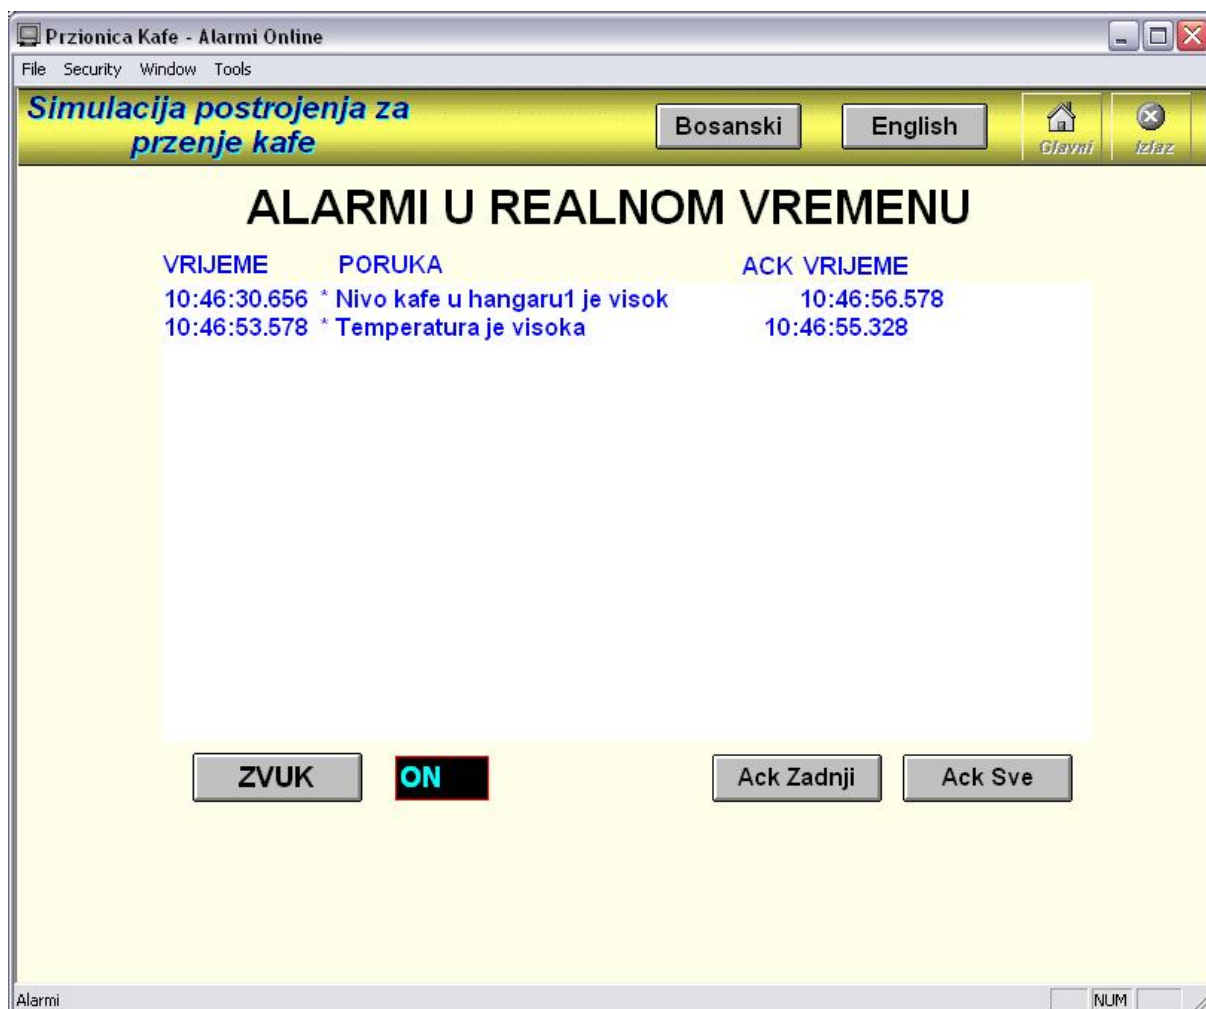 Przionica Kafe - Alarmi Online
File Security Window Tools
Simulacija postrojenja za
przenje kafe
Bosanski
English
Glavni
Izlaz
ALARMI U REALNOM VREMENU
VRIJEME PORUKA ACK VRIJEME
10:46:30.656 * Nivo kafe u hangaru1 je visok 10:46:56.578
10:46:53.578 * Temperatura je visoka 10:46:55.328
ZVUK ON Ack Zadnji Ack Sve
Alarmi NUM